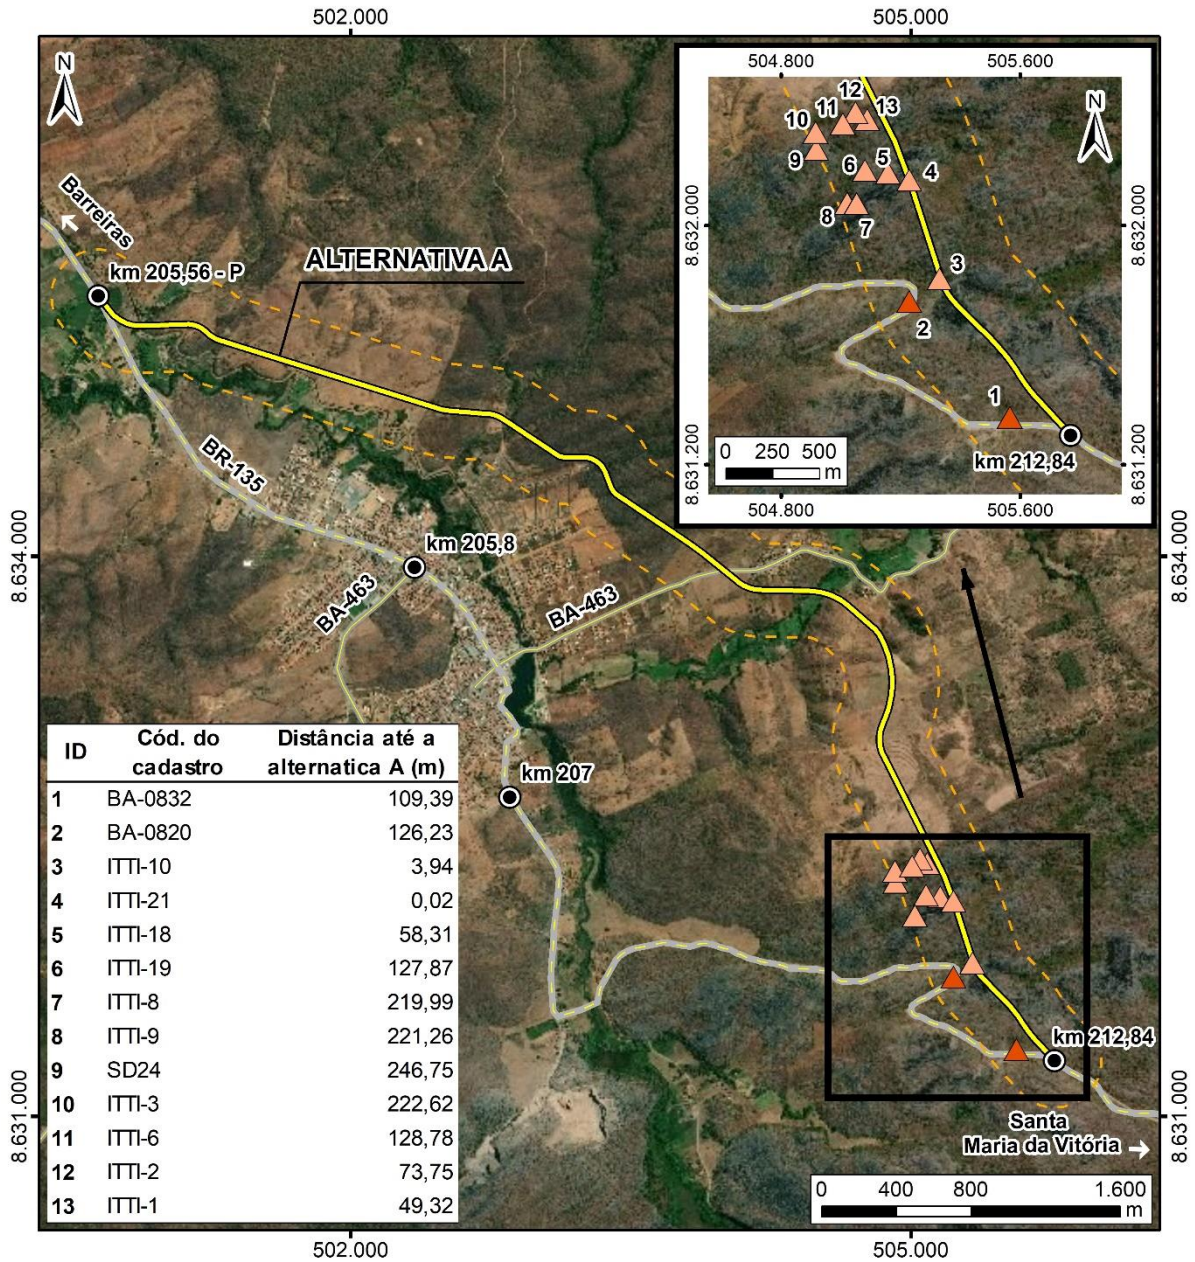 502.000 505.000
N
504.800 505.600
N
12
11 13
10
9
6 5 4
8 7
3
2
1
km 212,84
8.632.000 8.632.000
8.631.200 8.631.200
0 250 500
m
504.800 505.600
Barreiras
km 205,56 - P
ALTERNATIVA A
BR-135
km 205,8
BA-463
BA-463
8.634.000 8.634.000
km 207
ID Cód. do cadastro Distância até a alternatica A (m)
1 BA-0832 109,39
2 BA-0820 126,23
3 ITTI-10 3,94
4 ITTI-21 0,02
5 ITTI-18 58,31
6 ITTI-19 127,87
7 ITTI-8 219,99
8 ITTI-9 221,26
9 SD24 246,75
10 ITTI-3 222,62
11 ITTI-6 128,78
12 ITTI-2 73,75
13 ITTI-1 49,32
km 212,84
Santa
Maria da Vitória
8.631.000 8.631.000
0 400 800 1.600
m
502.000 505.000